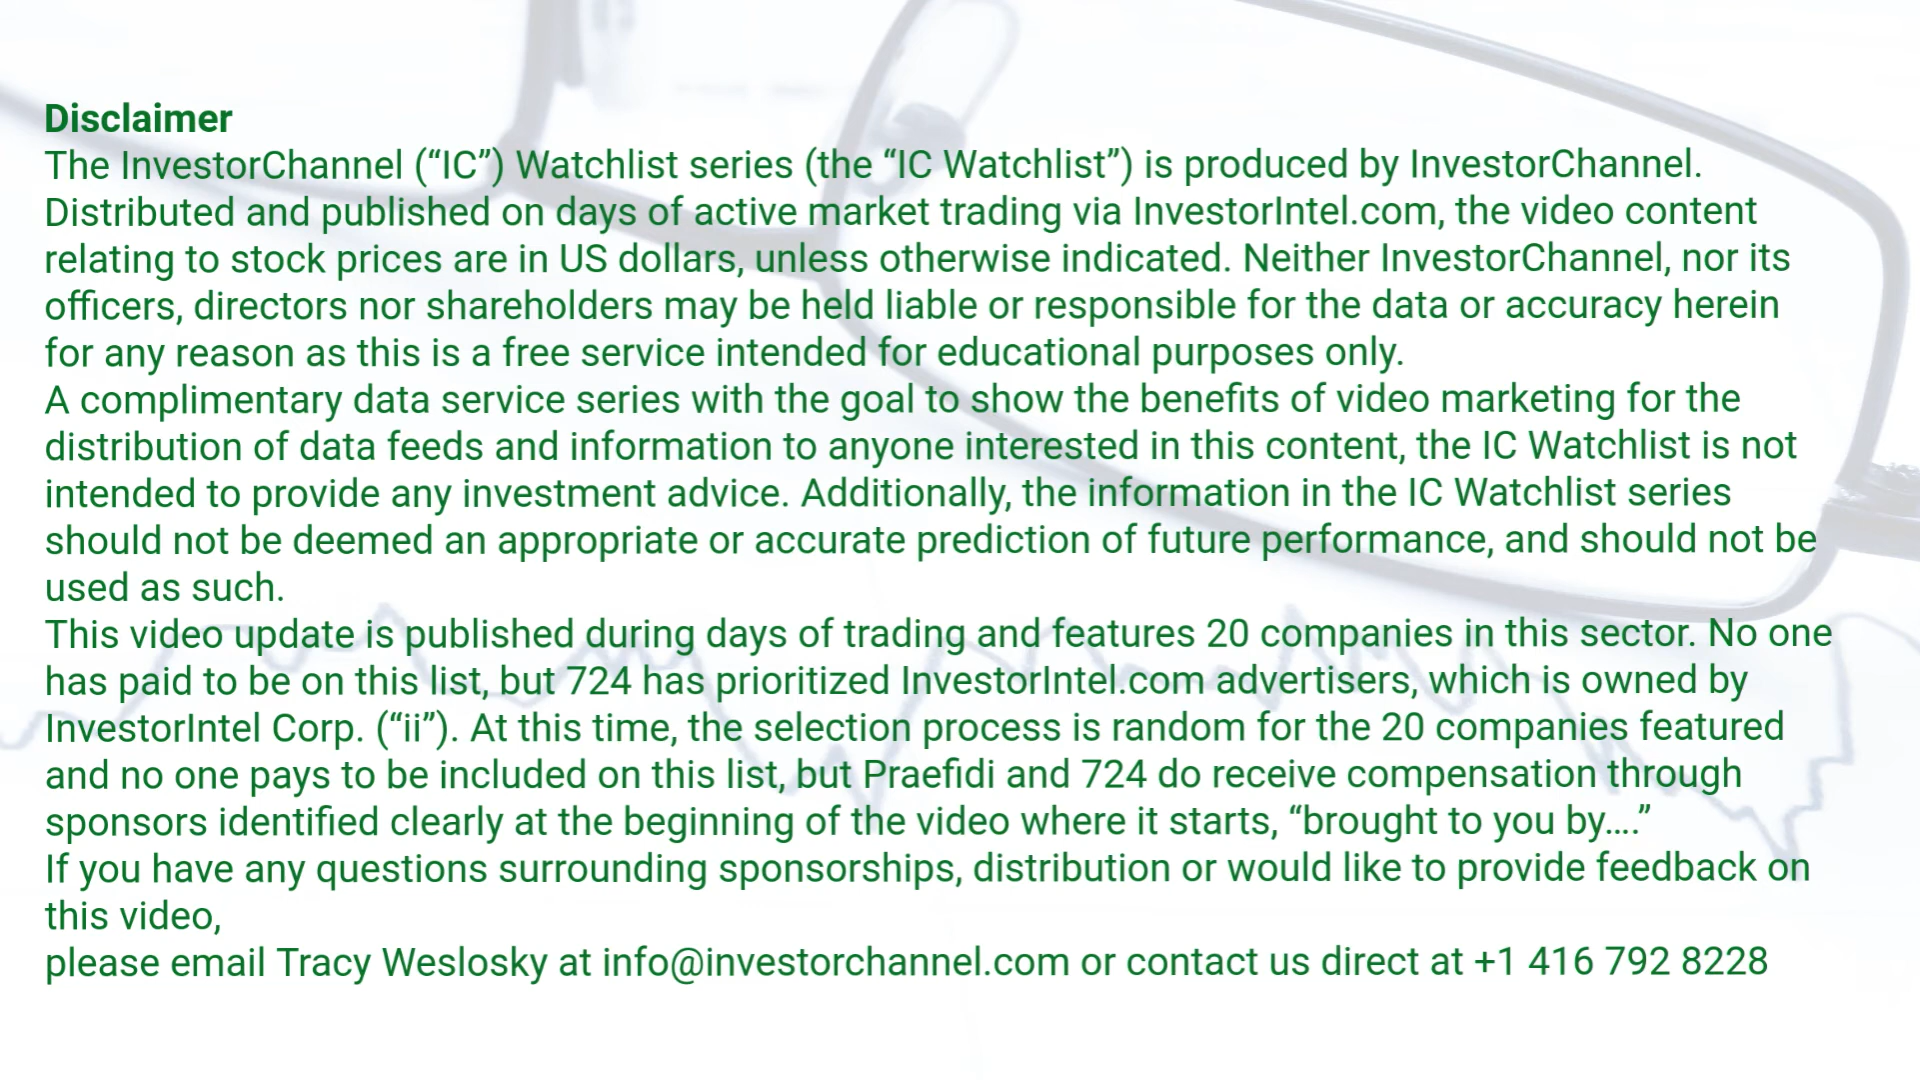 Disclaimer
The InvestorChannel (“IC”) Watchlist series (the “IC Watchlist”) is produced by InvestorChannel.
Distributed and published on days of active market trading via InvestorIntel.com, the video content
relating to stock prices are in US dollars, unless otherwise indicated. Neither InvestorChannel, nor its
officers, directors nor shareholders may be held liable or responsible for the data or accuracy herein
for any reason as this is a free service intended for educational purposes only.
A complimentary data service series with the goal to show the benefits of video marketing for the
distribution of data feeds and information to anyone interested in this content, the IC Watchlist is not
intended to provide any investment advice. Additionally, the information in the IC Watchlist series
should not be deemed an appropriate or accurate prediction of future performance, and should not be
used as such.
This video update is published during days of trading and features 20 companies in this sector. No one
has paid to be on this list, but 724 has prioritized InvestorIntel.com advertisers, which is owned by
InvestorIntel Corp. (“ii”). At this time, the selection process is random for the 20 companies featured
and no one pays to be included on this list, but Praefidi and 724 do receive compensation through
sponsors identified clearly at the beginning of the video where it starts, “brought to you by….”
If you have any questions surrounding sponsorships, distribution or would like to provide feedback on
this video,
please email Tracy Weslosky at info@investorchannel.com or contact us direct at +1 416 792 8228